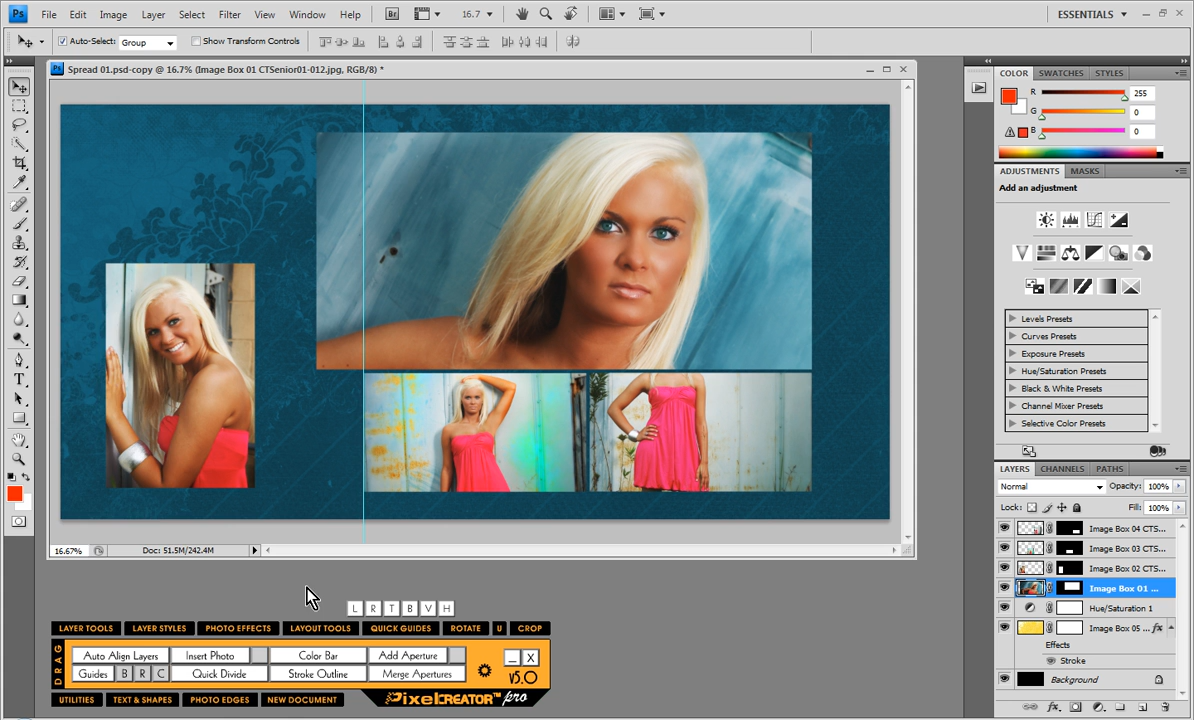 Ps File Edit Image Layer Select Filter View Window Help Br 16.7 ESSENTIALS
Auto-Select: Group Show Transform Controls
Spread 01.psd-copy @ 16.7% (Image Box 01 CTSenior01-012.jpg, RGB/8) *
COLOR SWATCHES STYLES
R 255
G 0
B 0
ADJUSTMENTS MASKS
Add an adjustment
Levels Presets
Curves Presets
Exposure Presets
Hue/Saturation Presets
Black & White Presets
Channel Mixer Presets
Selective Color Presets
LAYERS CHANNELS PATHS
Normal Opacity: 100%
Lock: Fill: 100%
Image Box 04 CTS...
Image Box 03 CTS...
Image Box 02 CTS...
Image Box 01 ...
Hue/Saturation 1
Image Box 05 ... fx
Effects
Stroke
Background
fx
16.67% Doc: 51.5M/242.4M
L R T B V H
LAYER TOOLS LAYER STYLES PHOTO EFFECTS LAYOUT TOOLS QUICK GUIDES ROTATE U CROP
DRAG
Auto Align Layers Insert Photo Color Bar Add Aperture _ X
Guides B R C Quick Divide Stroke Outline Merge Apertures v5.0
UTILITIES TEXT & SHAPES PHOTO EDGES NEW DOCUMENT PixelCREATOR™ pro